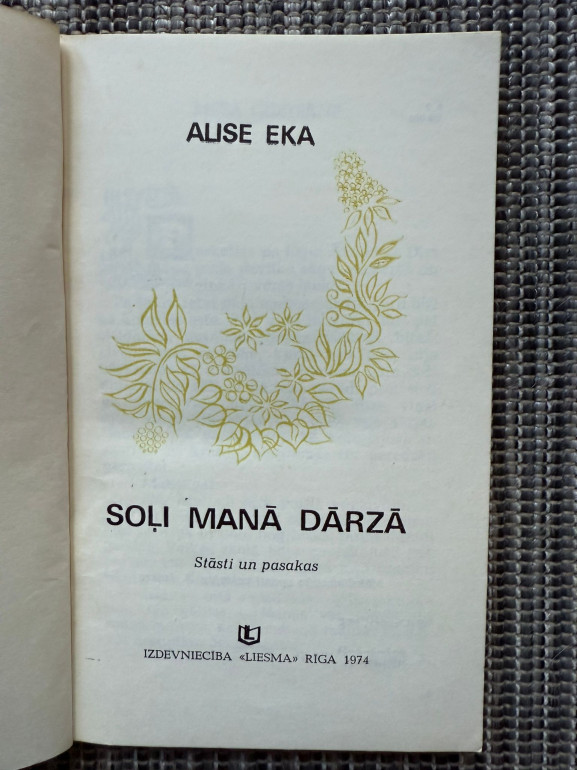 ALISE EKA
SOĻI MANĀ DĀRZĀ
Stāsti un pasakas
IZDEVNIECĪBA «LIESMA» RĪGA 1974